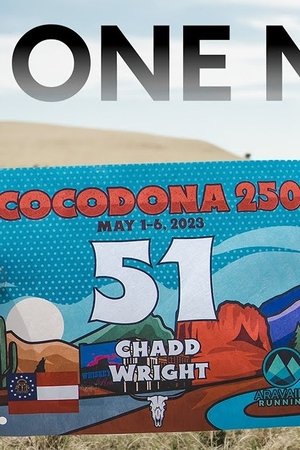 ONE N
COCODONA 250
MAY 1-6, 2023
51
CHADD
WRIGHT
ARAVAI
RUNNIN